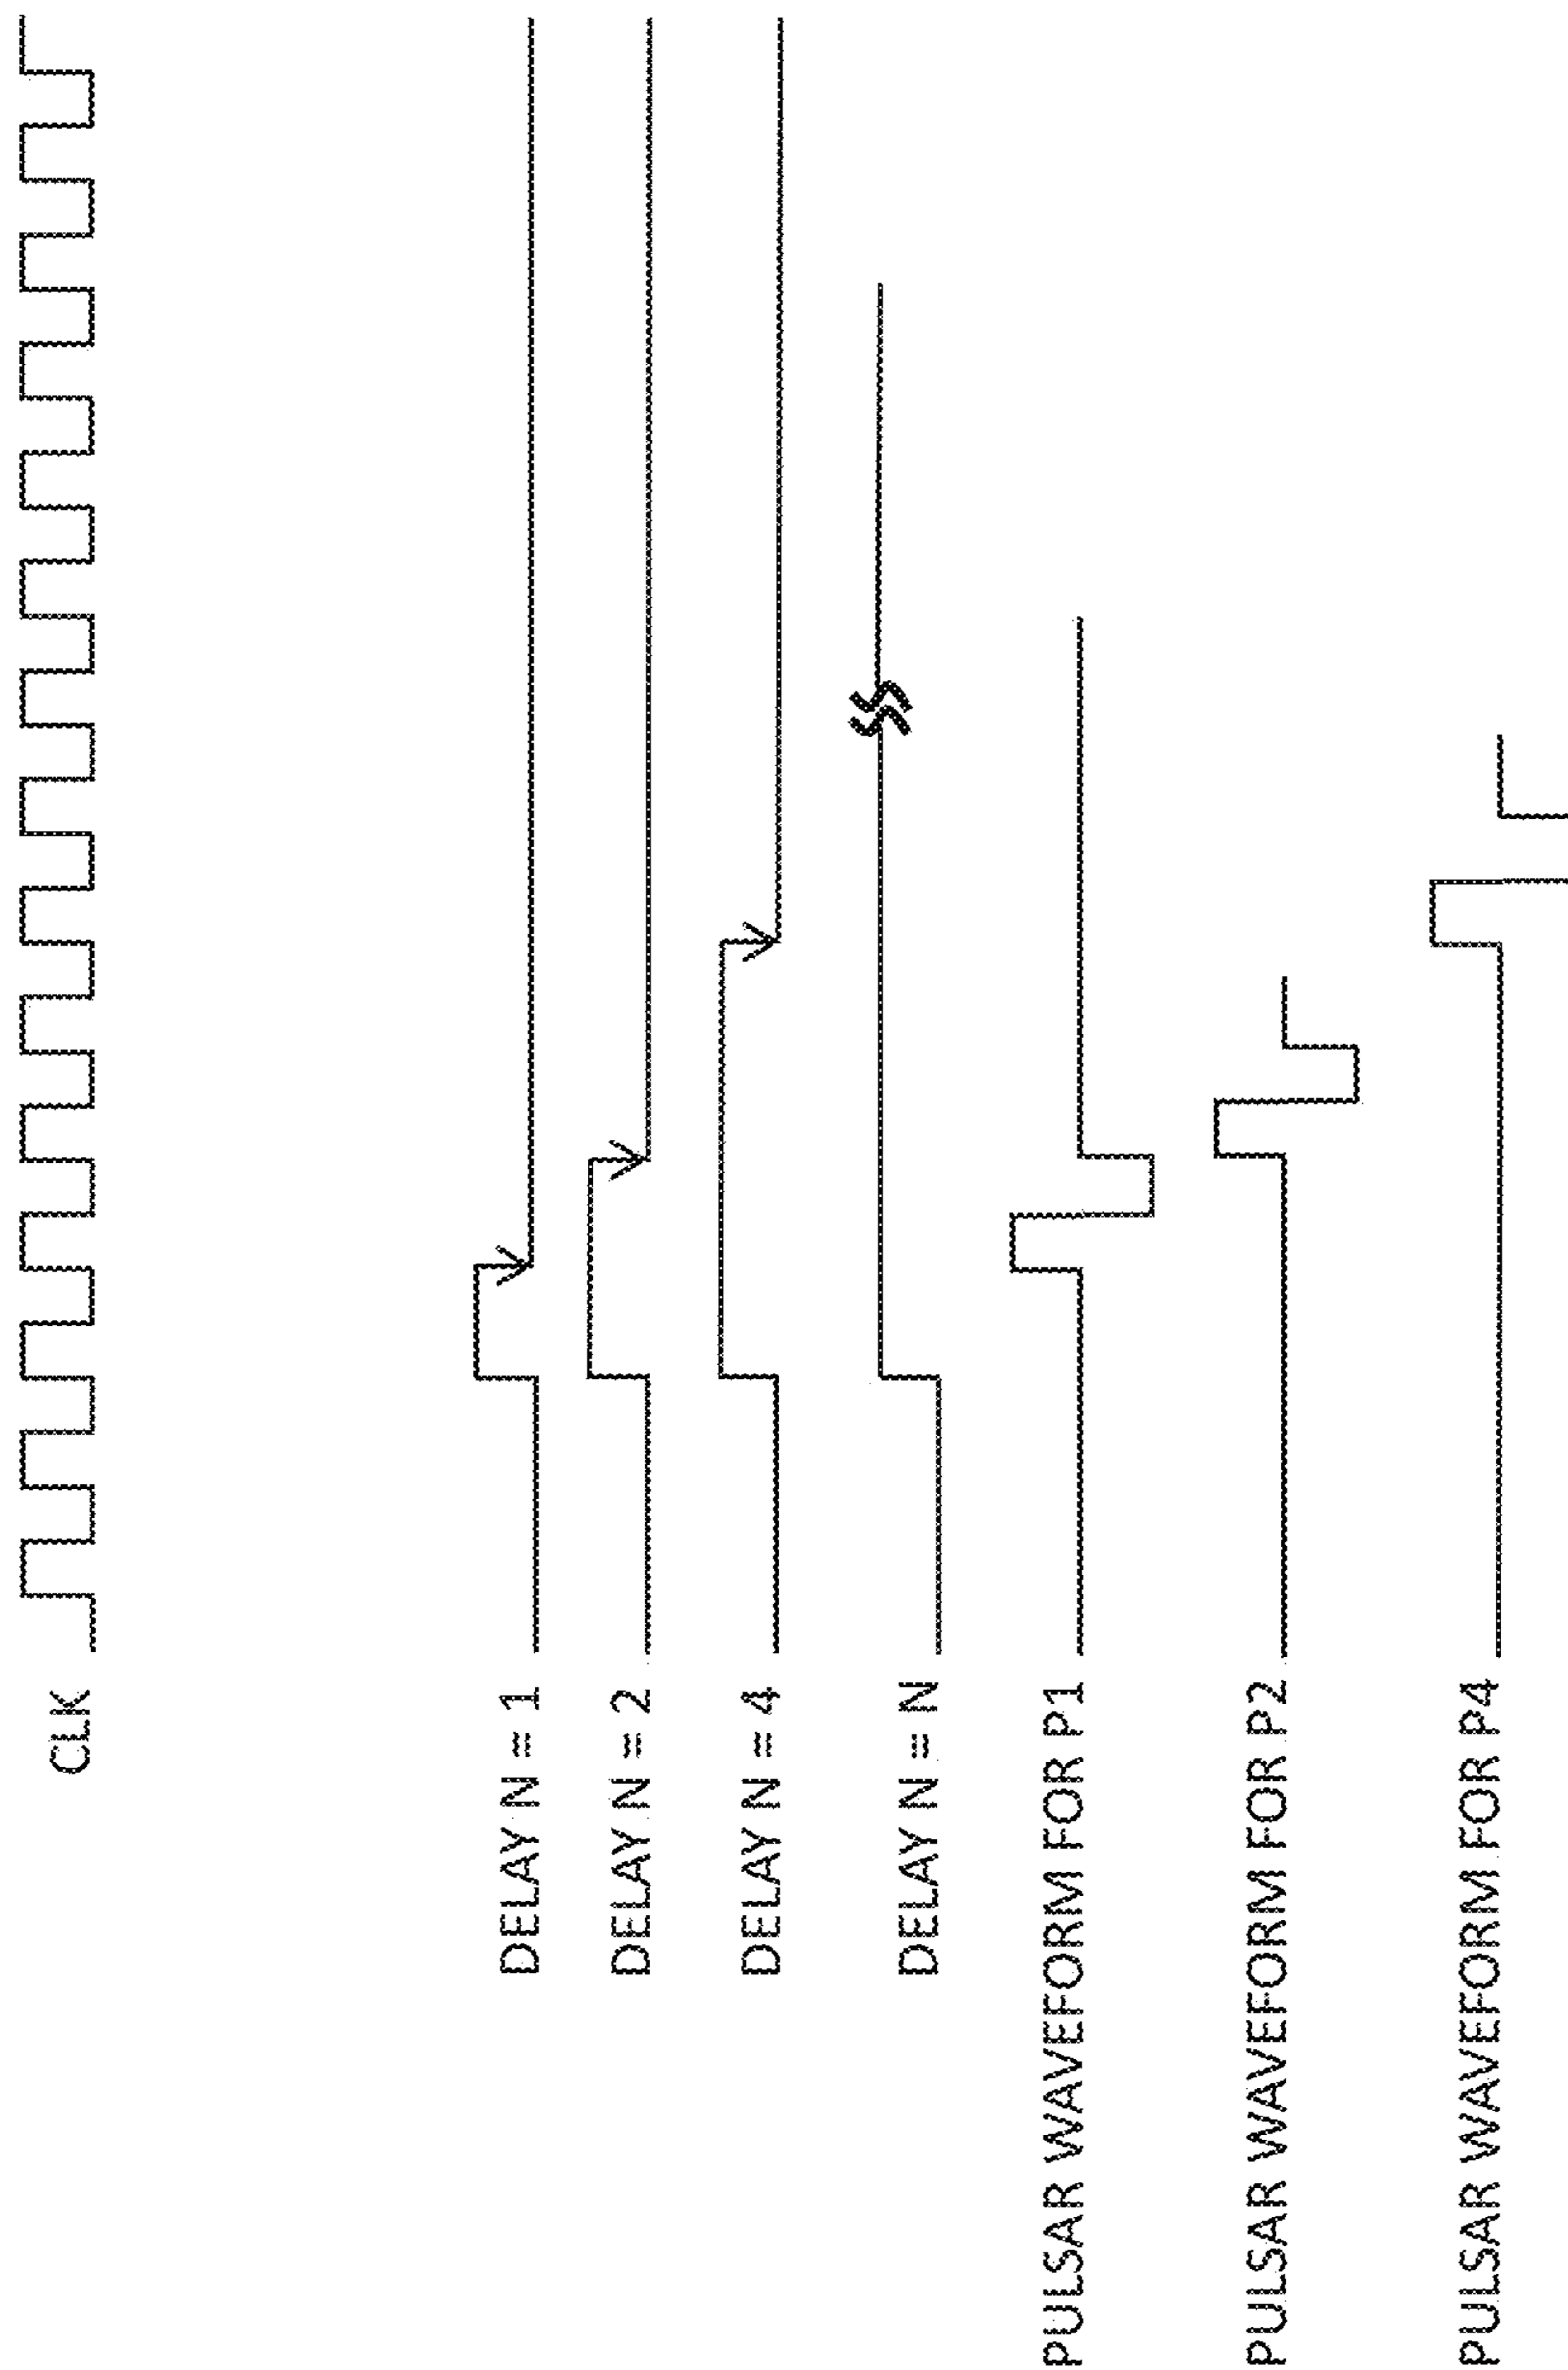 CLK
DELAY N = 1
DELAY N = 2
DELAY N = 4
DELAY N = N
PULSAR WAVEFORM FOR P1
PULSAR WAVEFORM FOR P2
PULSAR WAVEFORM FOR P4